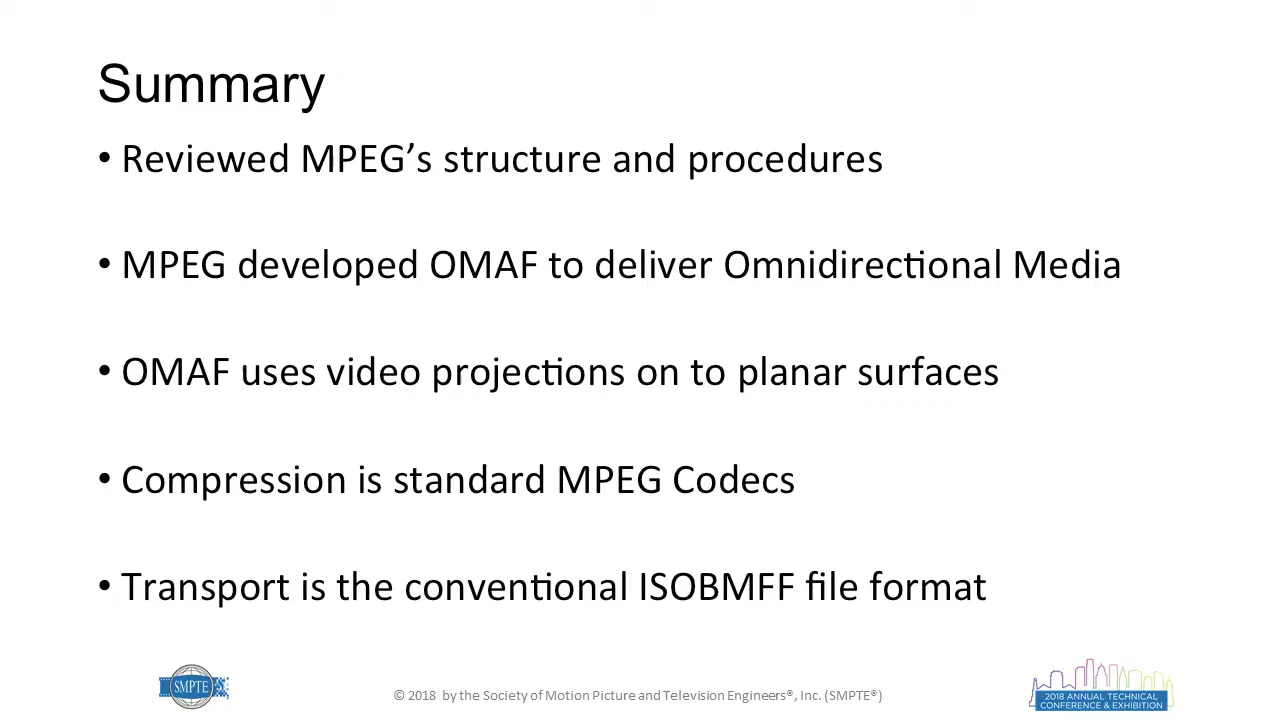 Summary
• Reviewed MPEG’s structure and procedures
• MPEG developed OMAF to deliver Omnidirectional Media
• OMAF uses video projections on to planar surfaces
• Compression is standard MPEG Codecs
• Transport is the conventional ISOBMFF file format
SMPTE
© 2018 by the Society of Motion Picture and Television Engineers®, Inc. (SMPTE®)
2018 ANNUAL TECHNICAL
CONFERENCE & EXHIBITION